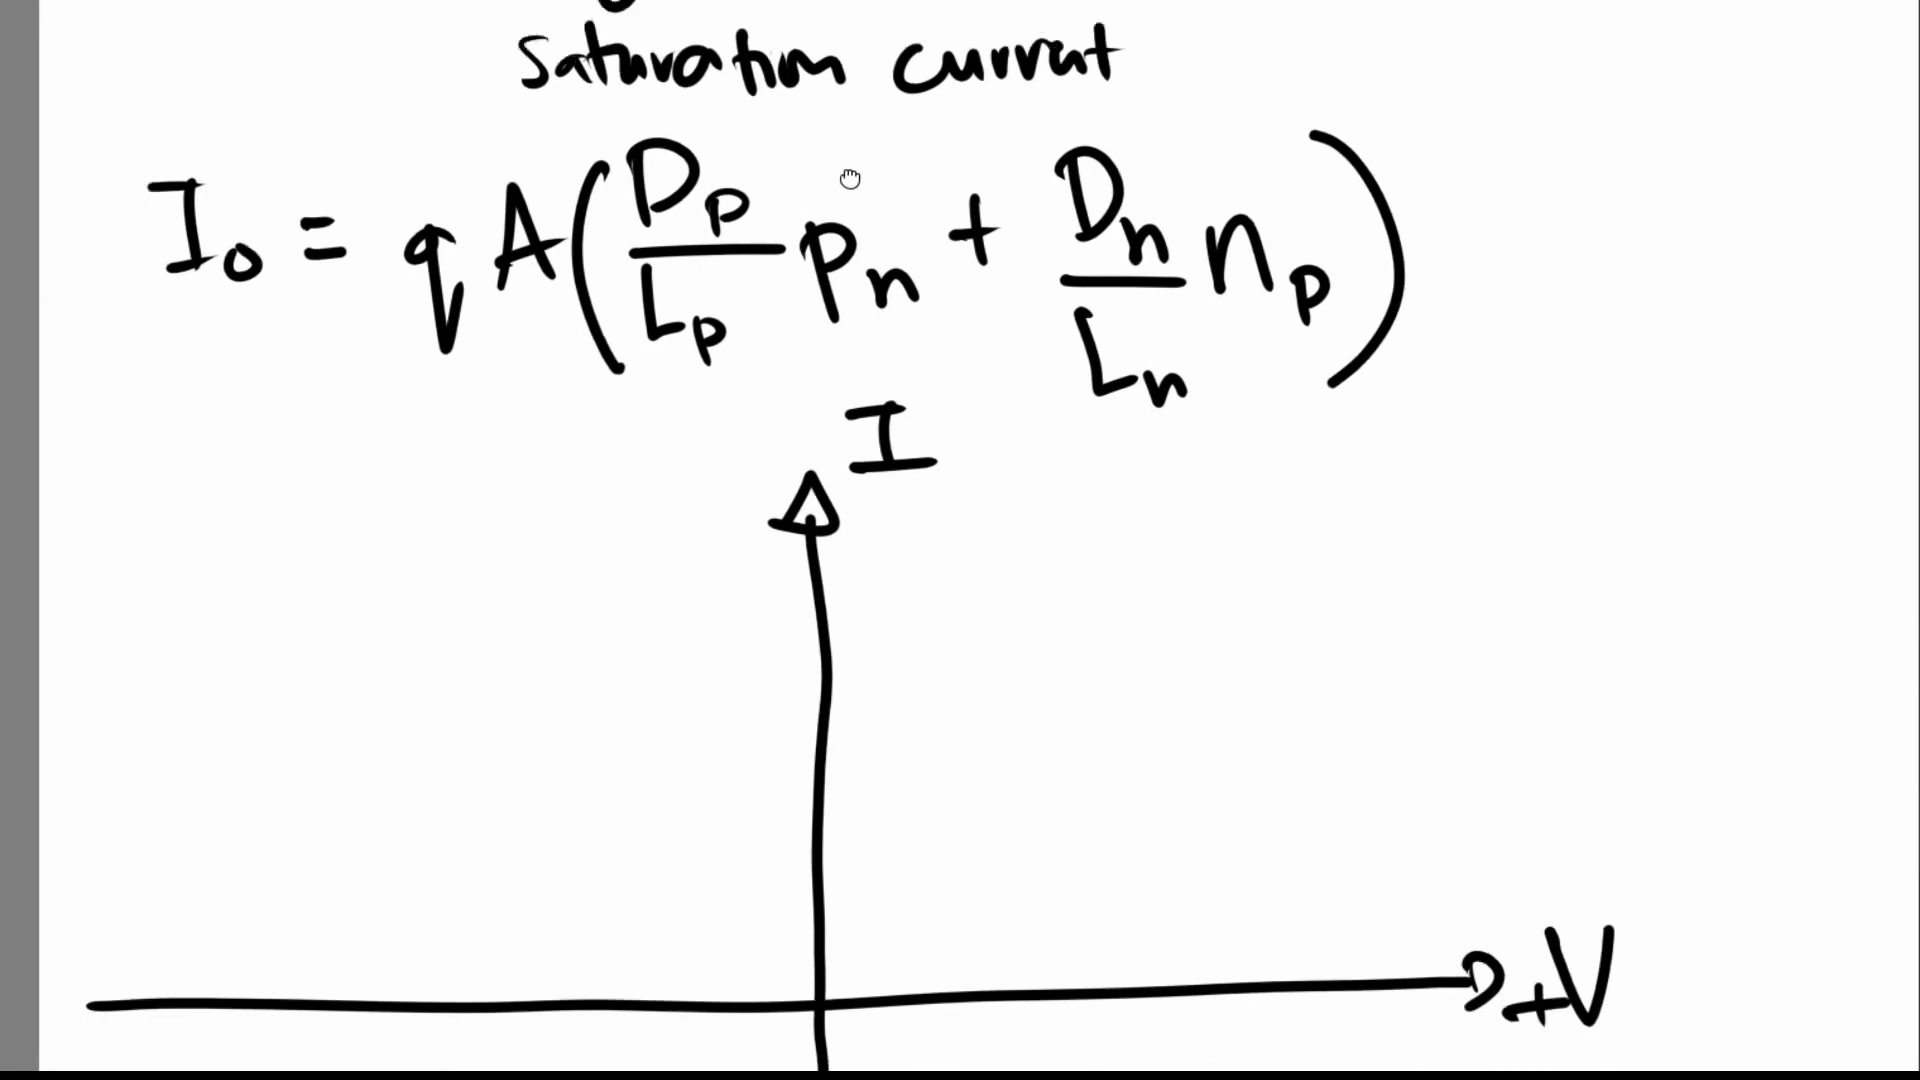 saturation current
I₀ = qA(Dₚ/Lₚ pₙ + Dₙ/Lₙ nₚ)
I
+V